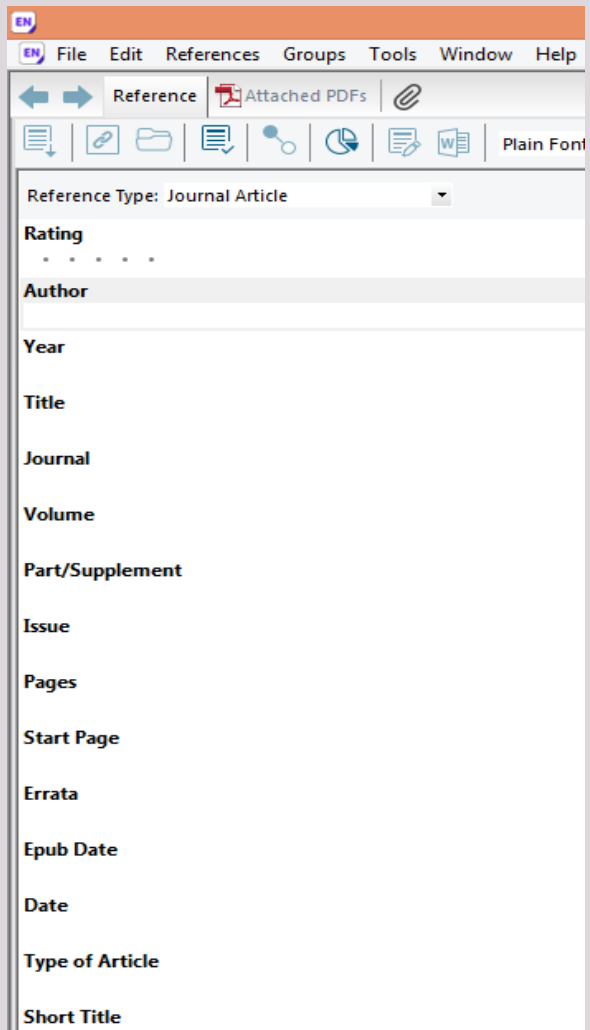 EN
EN File Edit References Groups Tools Window Help
Reference Attached PDFs
W Plain Font
Reference Type: Journal Article
Rating
Author
Year
Title
Journal
Volume
Part/Supplement
Issue
Pages
Start Page
Errata
Epub Date
Date
Type of Article
Short Title